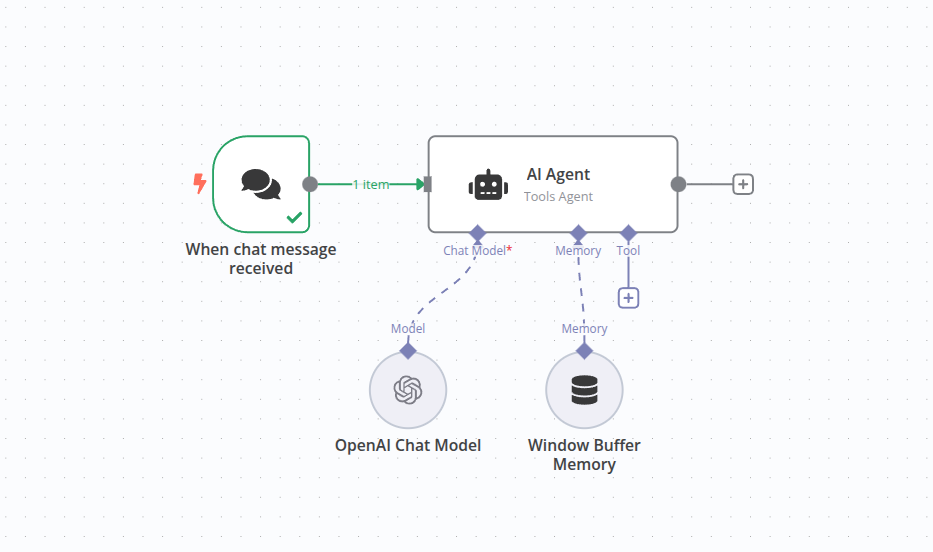 1 item
AI Agent
Tools Agent
When chat message
received
Chat Model*
Memory
Tool
Model
Memory
OpenAI Chat Model
Window Buffer
Memory